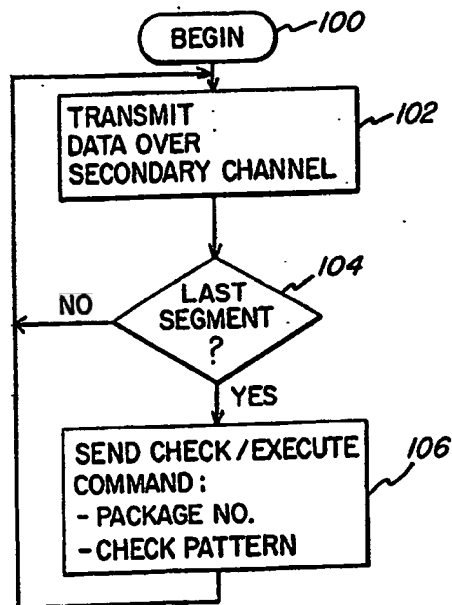 BEGIN
100
TRANSMIT
DATA OVER
SECONDARY CHANNEL
102
104
LAST
SEGMENT
?
NO
YES
SEND CHECK/EXECUTE
COMMAND:
- PACKAGE NO.
- CHECK PATTERN
106